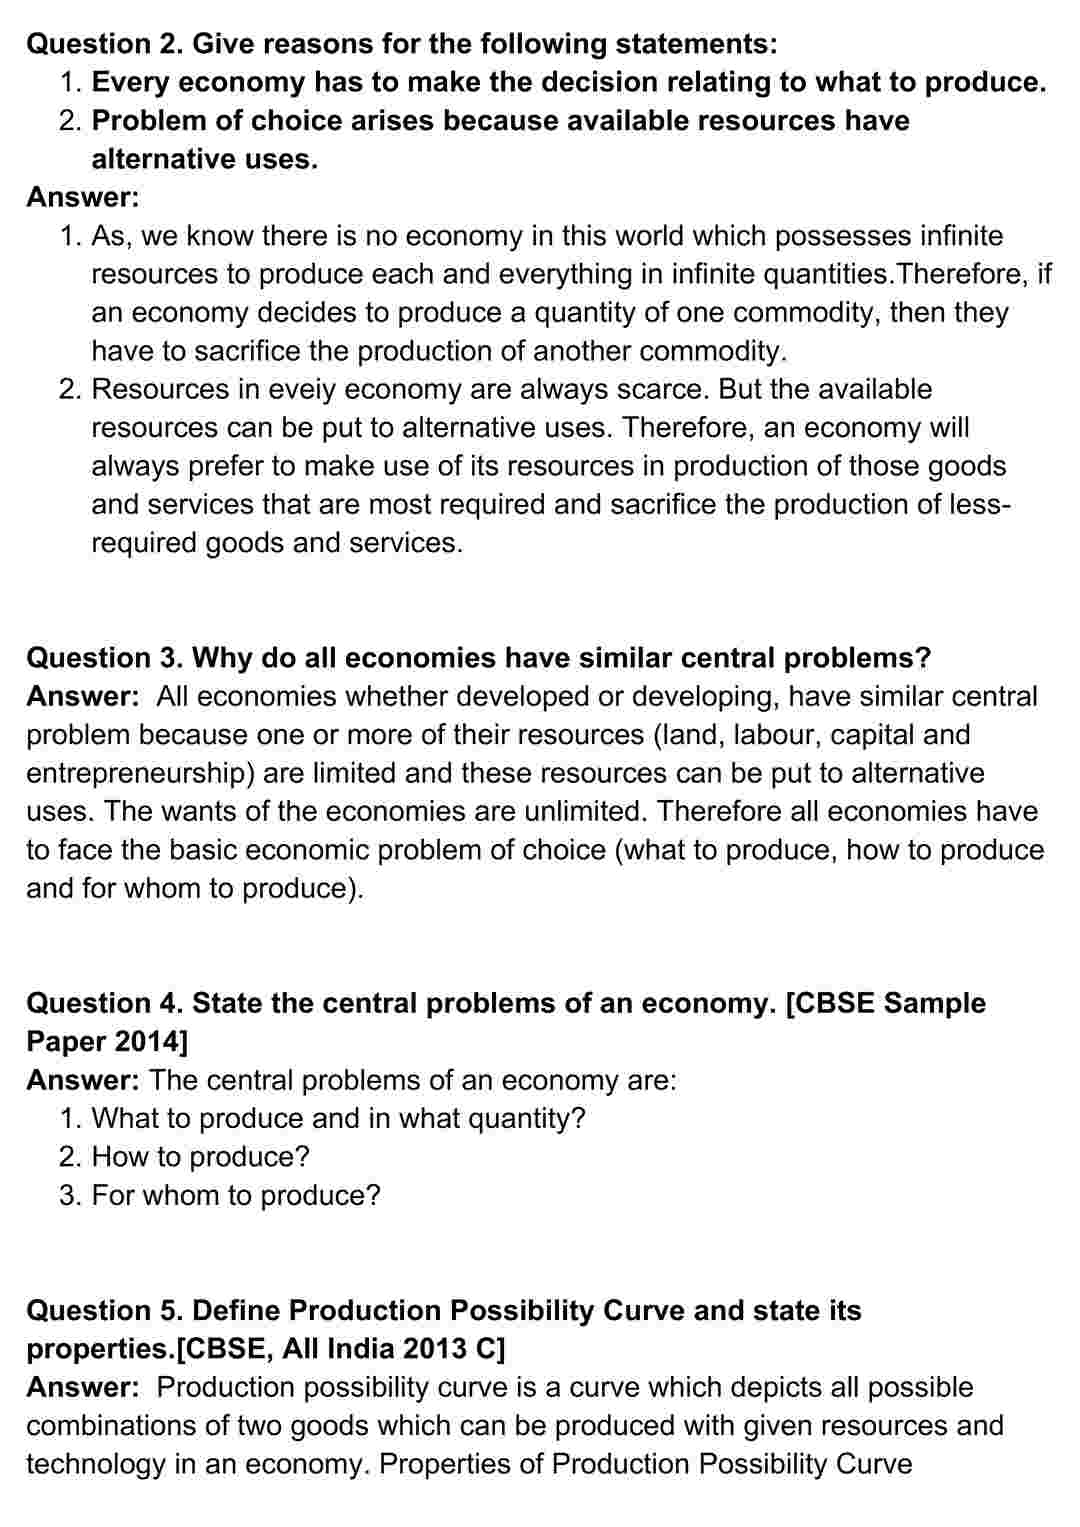 Question 2. Give reasons for the following statements:
1. Every economy has to make the decision relating to what to produce.
2. Problem of choice arises because available resources have
alternative uses.
Answer:
1. As, we know there is no economy in this world which possesses infinite
resources to produce each and everything in infinite quantities.Therefore, if
an economy decides to produce a quantity of one commodity, then they
have to sacrifice the production of another commodity.
2. Resources in eveiy economy are always scarce. But the available
resources can be put to alternative uses. Therefore, an economy will
always prefer to make use of its resources in production of those goods
and services that are most required and sacrifice the production of less-
required goods and services.
Question 3. Why do all economies have similar central problems?
Answer:  All economies whether developed or developing, have similar central
problem because one or more of their resources (land, labour, capital and
entrepreneurship) are limited and these resources can be put to alternative
uses. The wants of the economies are unlimited. Therefore all economies have
to face the basic economic problem of choice (what to produce, how to produce
and for whom to produce).
Question 4. State the central problems of an economy. [CBSE Sample
Paper 2014]
Answer: The central problems of an economy are:
1. What to produce and in what quantity?
2. How to produce?
3. For whom to produce?
Question 5. Define Production Possibility Curve and state its
properties.[CBSE, All India 2013 C]
Answer:  Production possibility curve is a curve which depicts all possible
combinations of two goods which can be produced with given resources and
technology in an economy. Properties of Production Possibility Curve